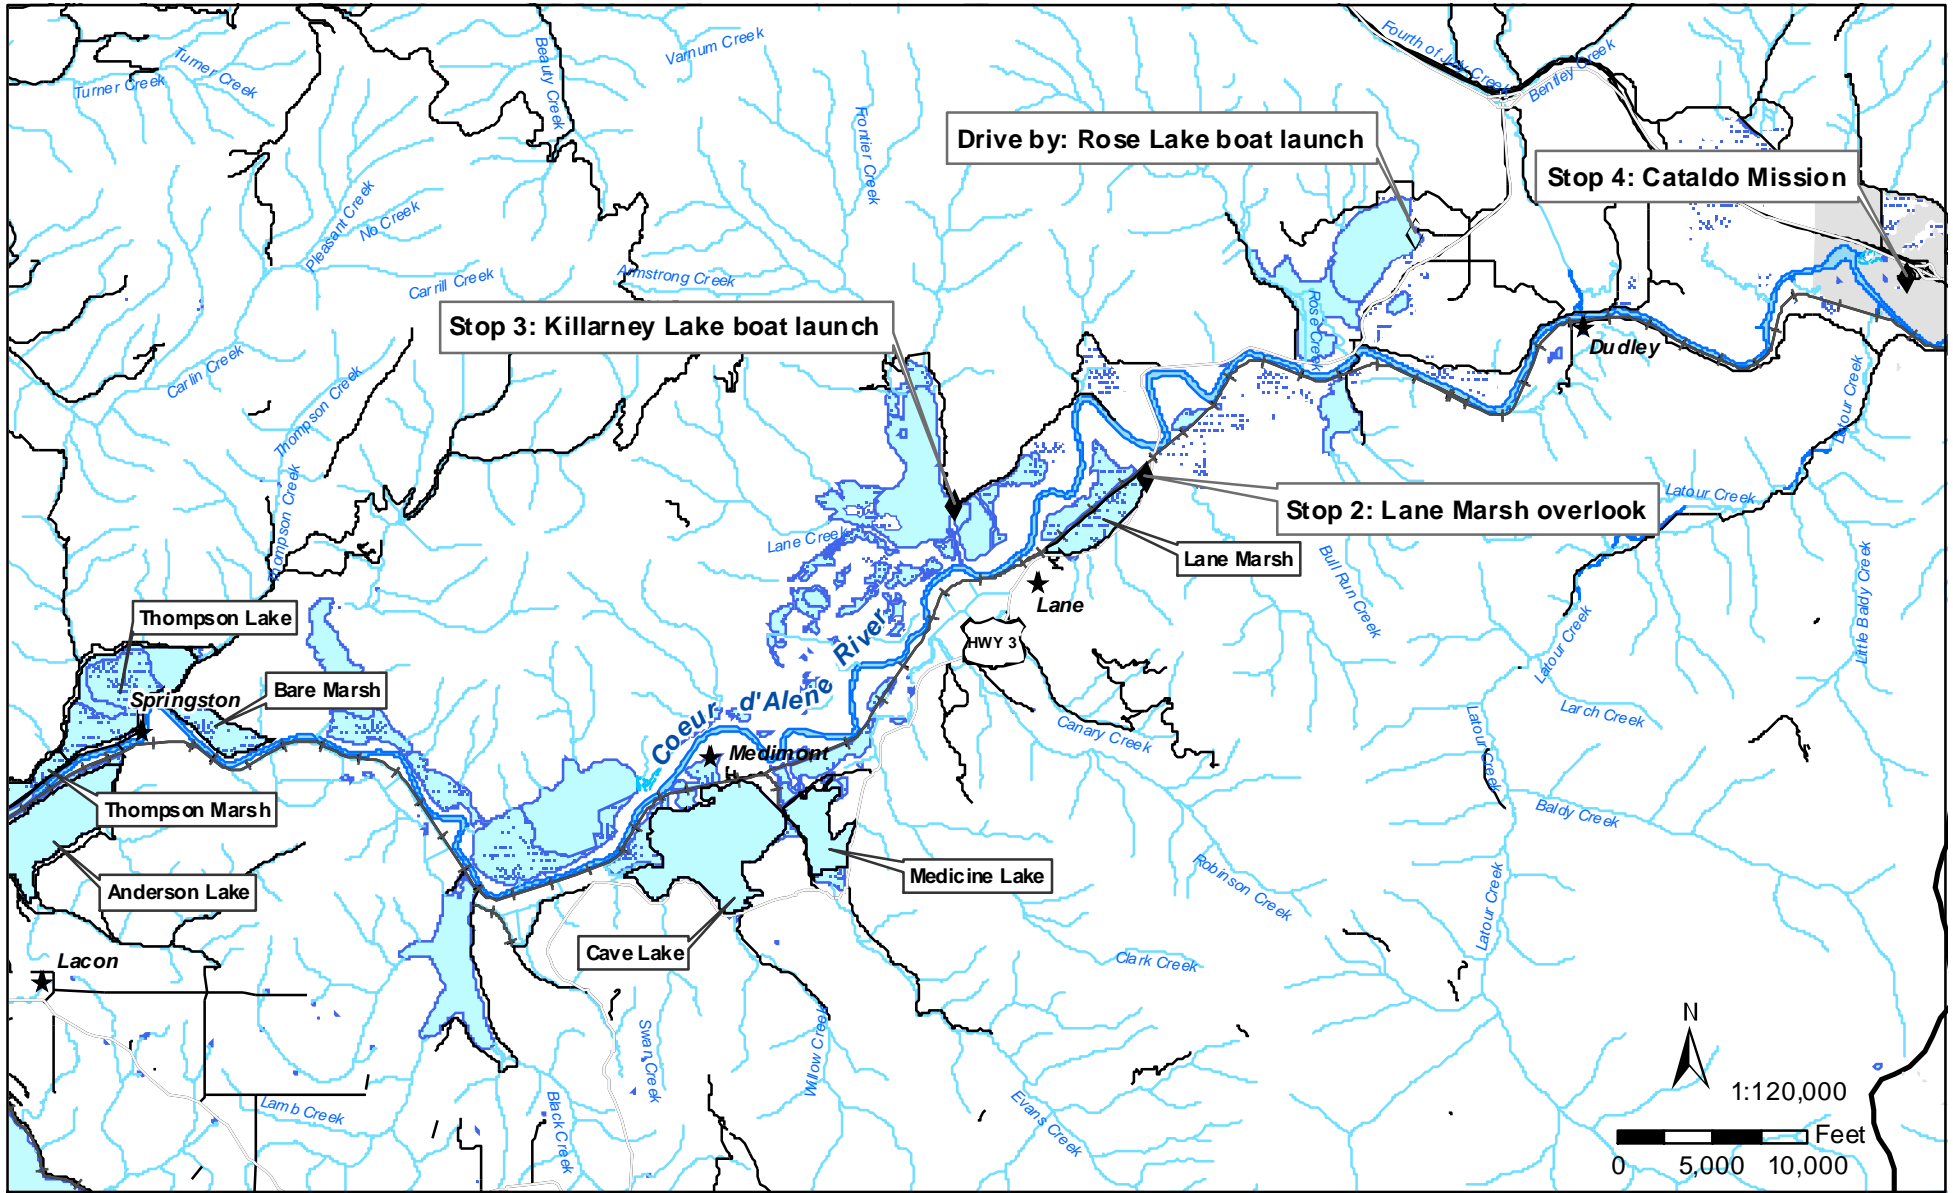 Turner Creek
Turner Creek
Beauty Creek
Varnum Creek
Frontier Creek
Fourth of July Creek
Bentley Creek
Drive by: Rose Lake boat launch
Stop 4: Cataldo Mission
Pleasant Creek
No Creek
Carrill Creek
Armstrong Creek
Rose Creek
Stop 3: Killarney Lake boat launch
Dudley
Carlin Creek
Thompson Creek
Latour Creek
Thompson Creek
Stop 2: Lane Marsh overlook
Latour Creek
Lane Creek
Lane Marsh
Bull Run Creek
Little Baldy Creek
Lane
Thompson Lake
HWY 3
Latour Creek
Springston
Bare Marsh
Coeur d'Alene River
Canary Creek
Larch Creek
Latour Creek
Medimont
Thompson Marsh
Baldy Creek
Anderson Lake
Medicine Lake
Robinson Creek
Latour Creek
Cave Lake
Lacon
Clark Creek
Swan Creek
Willow Creek
N
1:120,000
Lamb Creek
Black Creek
Evans Creek
Feet
0 5,000 10,000